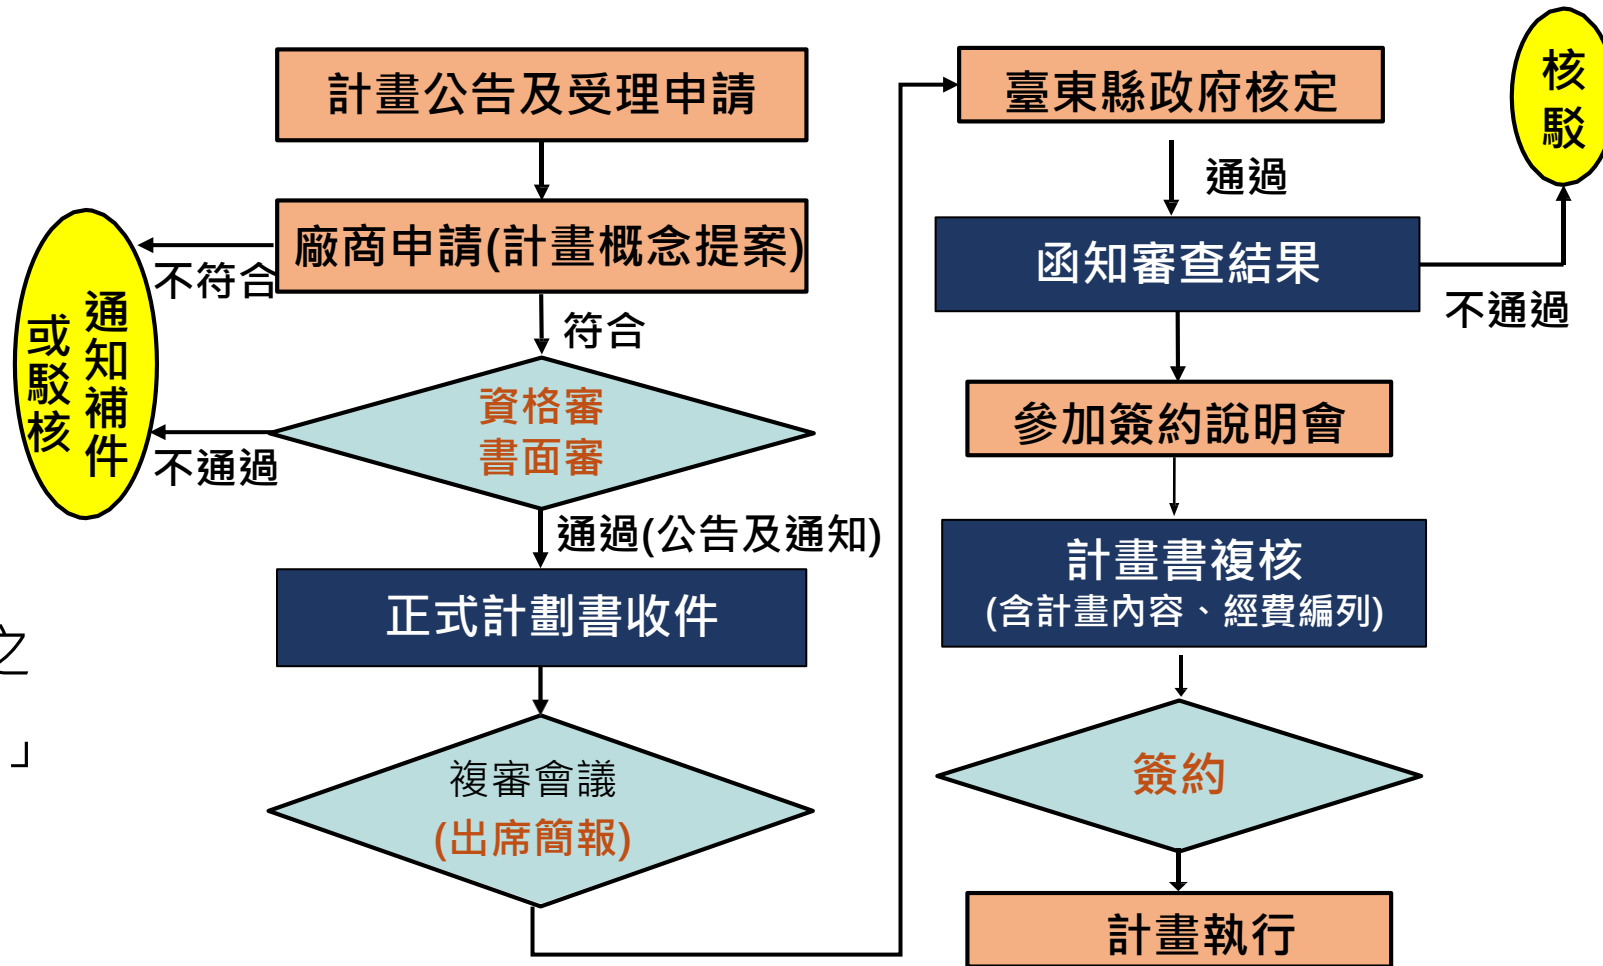 計畫公告及受理申請
廠商申請(計畫概念提案)
不符合
符合
通知補件
或駁核
資格審
書面審
不通過
通過(公告及通知)
正式計劃書收件
之
」
複審會議
(出席簡報)
臺東縣政府核定
通過
核駁
函知審查結果
不通過
參加簽約說明會
計畫書複核
(含計畫內容、經費編列)
簽約
計畫執行